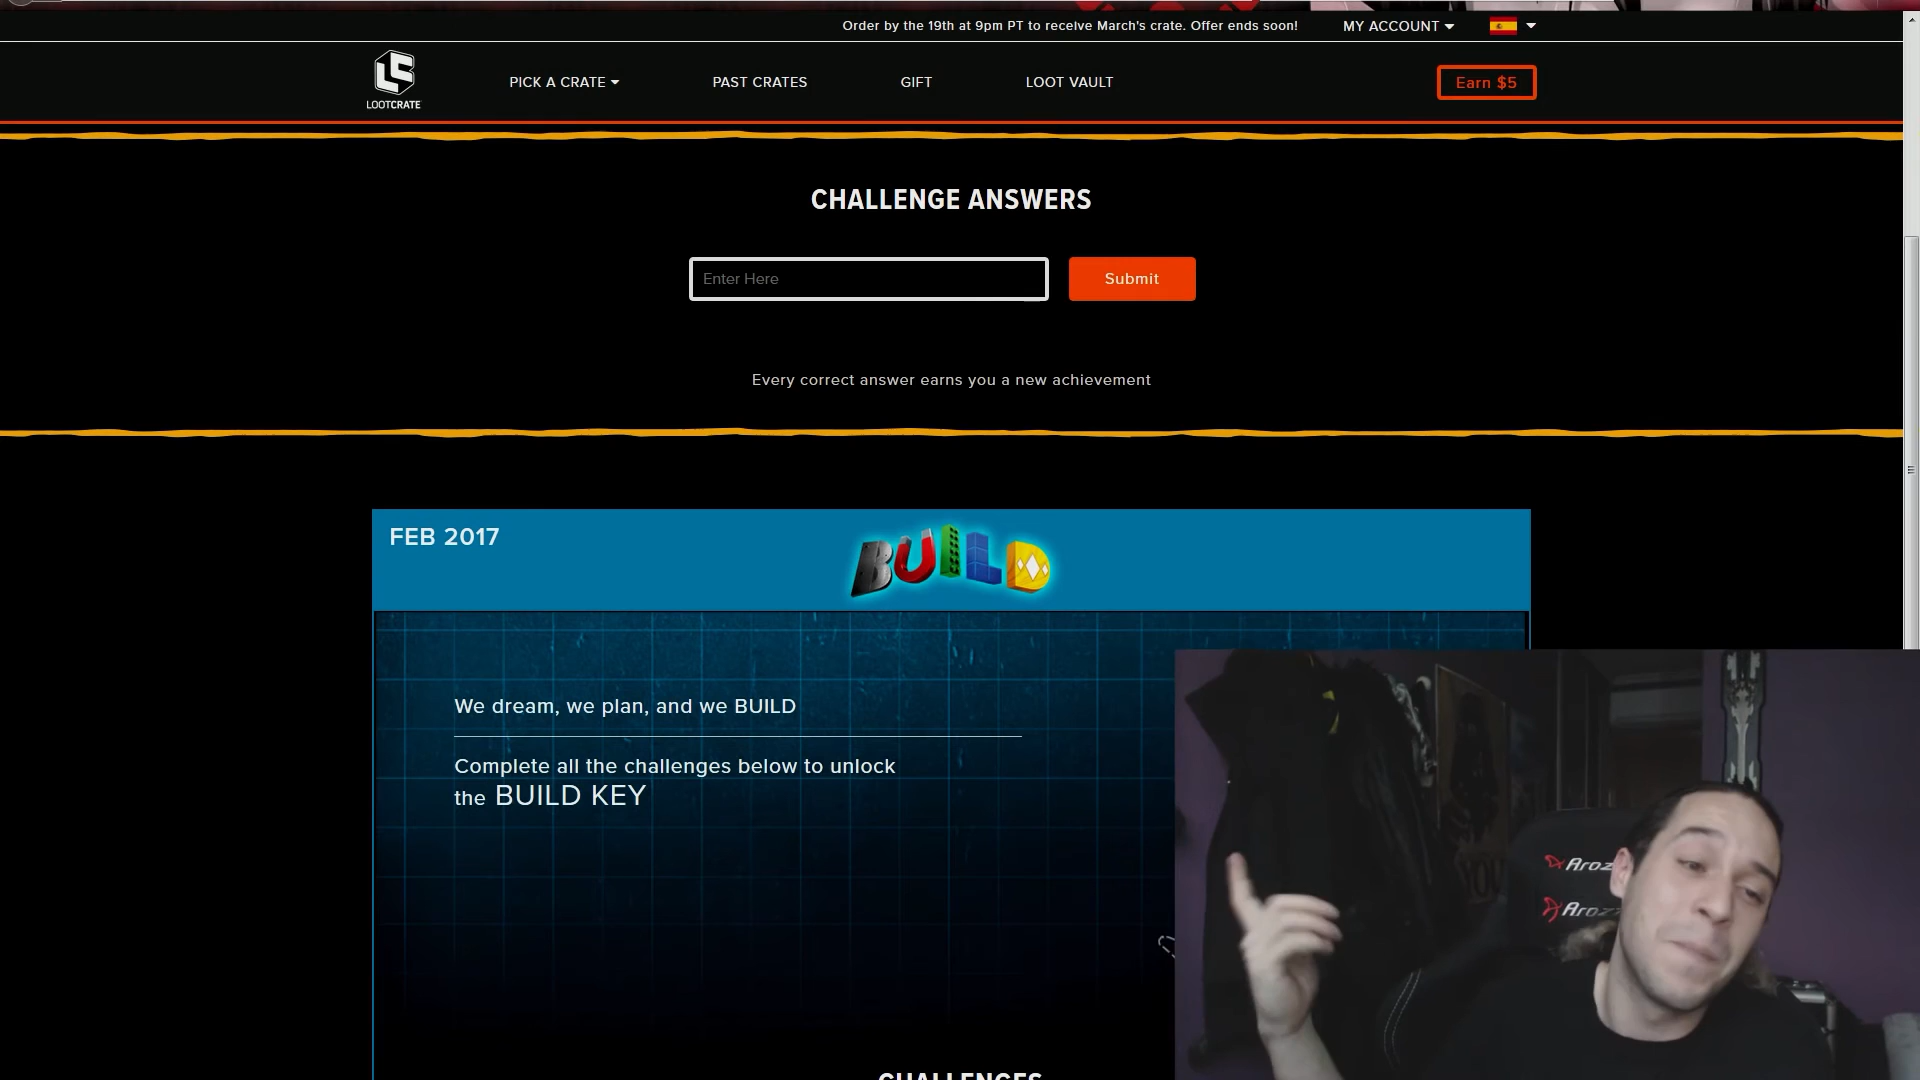 Order by the 19th at 9pm PT to receive March's crate. Offer ends soon!
MY ACCOUNT
LOOTCRATE
PICK A CRATE
PAST CRATES
GIFT
LOOT VAULT
Earn $5
CHALLENGE ANSWERS
Enter Here
Submit
Every correct answer earns you a new achievement
FEB 2017
BUILD
We dream, we plan, and we BUILD
Complete all the challenges below to unlock
the BUILD KEY
CHALLENGES